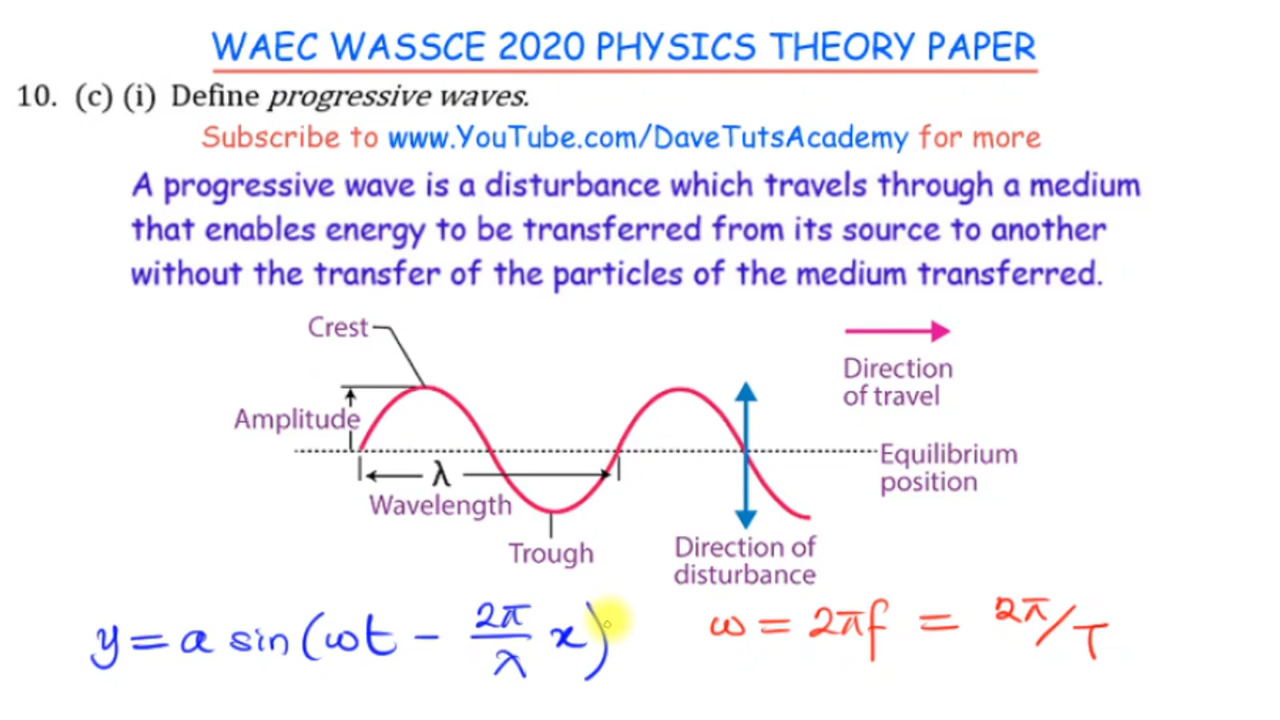 WAEC WASSCE 2020 PHYSICS THEORY PAPER
10. (c) (i) Define progressive waves.
Subscribe to www.YouTube.com/DaveTutsAcademy for more
A progressive wave is a disturbance which travels through a medium
that enables energy to be transferred from its source to another
without the transfer of the particles of the medium transferred.
Crest
Direction
of travel
Amplitude
Equilibrium
position
λ
Wavelength
Trough
Direction of
disturbance
y = a sin(ωt - 2π/λ x)
ω = 2πf = 2π/T